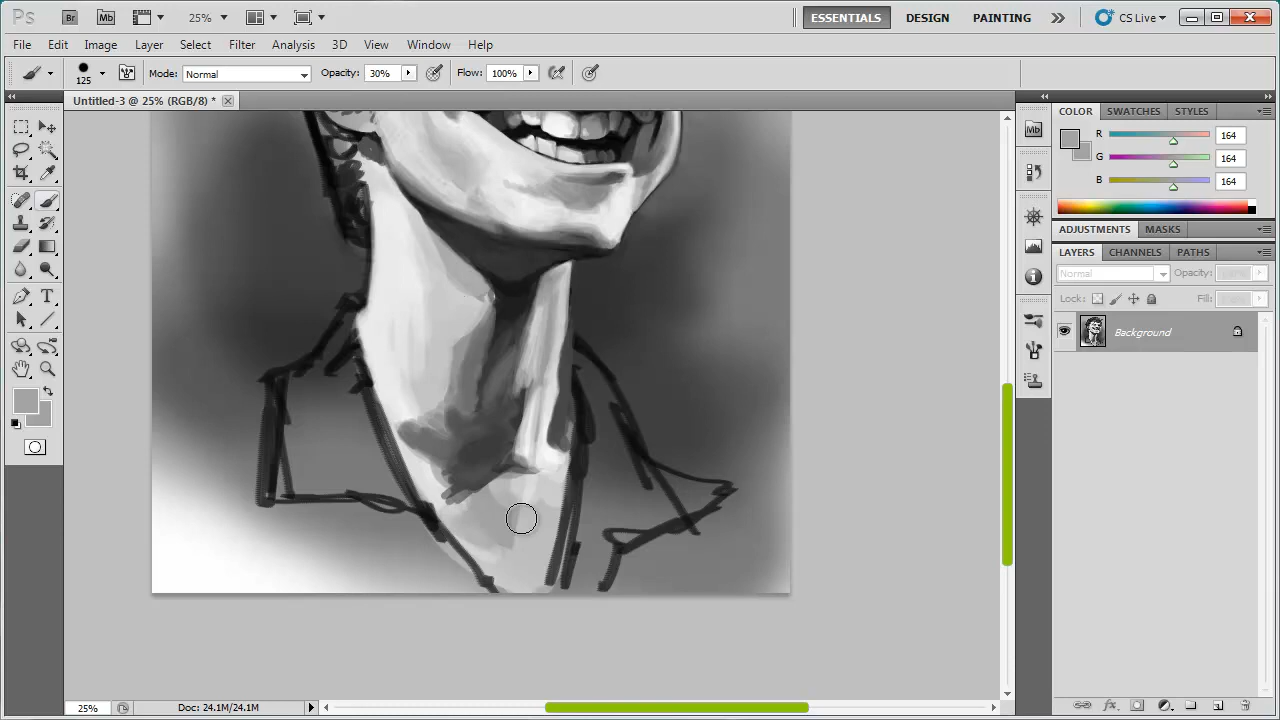 Ps Br Mb 25% ESSENTIALS DESIGN PAINTING CS Live
File Edit Image Layer Select Filter Analysis 3D View Window Help
125 Mode: Normal Opacity: 30% Flow: 100%
Untitled-3 @ 25% (RGB/8) *
COLOR SWATCHES STYLES
Mb
R 164
G 164
B 164
ADJUSTMENTS MASKS
LAYERS CHANNELS PATHS
Normal Opacity:
Lock: Fill:
Background
25% Doc: 24.1M/24.1M